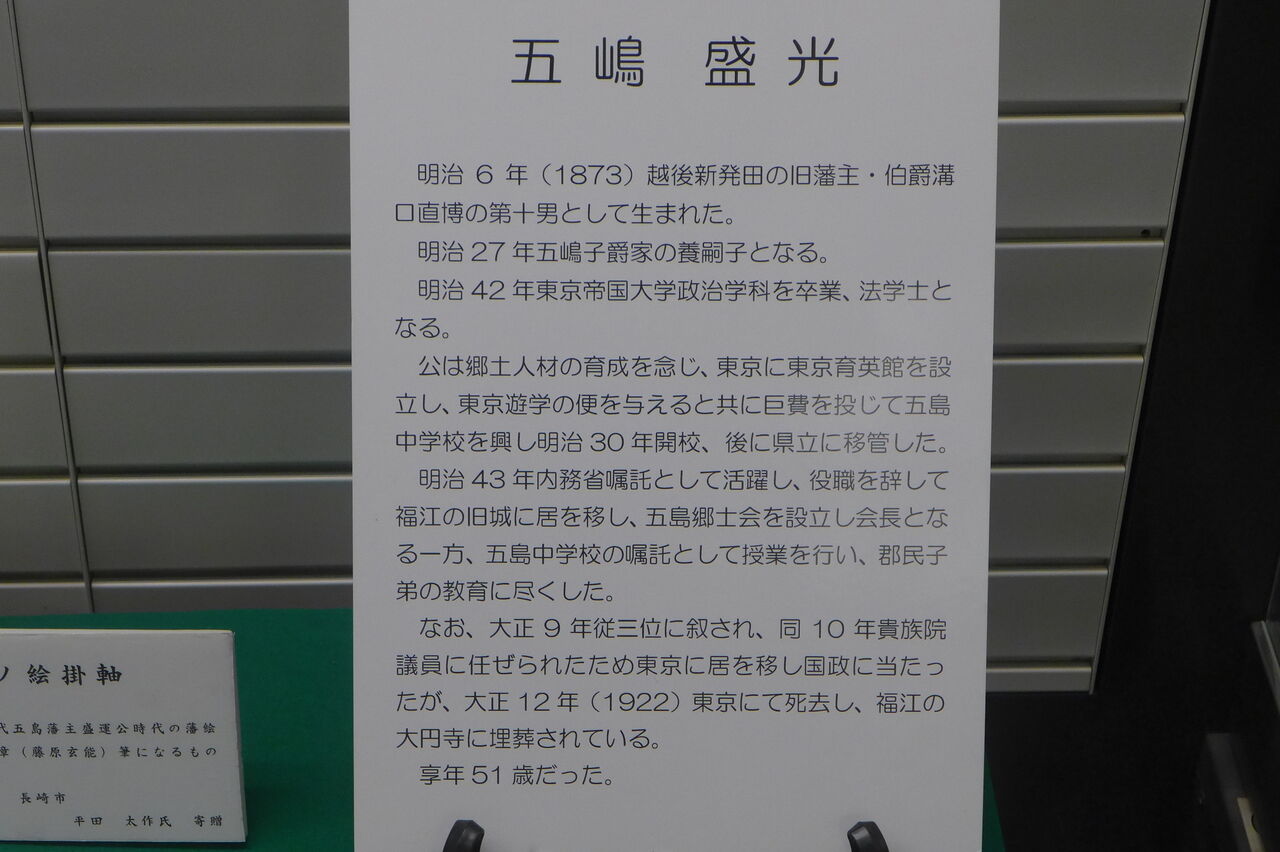 五嶋 盛光
明治 6 年（1873）越後新発田の旧藩主・伯爵溝
口直博の第十男として生まれた。
明治 27 年五嶋子爵家の養嗣子となる。
明治 42 年東京帝国大学政治学科を卒業、法学士と
なる。
公は郷土人材の育成を念じ、東京に東京育英館を設
立し、東京遊学の便を与えると共に巨費を投じて五島
中学校を興し明治 30 年開校、後に県立に移管した。
明治 43 年内務省嘱託として活躍し、役職を辞して
福江の旧城に居を移し、五島郷士会を設立し会長とな
る一方、五島中学校の嘱託として授業を行い、郡民子
弟の教育に尽くした。
なお、大正 9 年従三位に叙され、同 10 年貴族院
議員に任ぜられたため東京に居を移し国政に当たっ
たが、大正 12 年（1922）東京にて死去し、福江の
大円寺に埋葬されている。
享年 51 歳だった。
絵掛軸
代五島藩主盛運公時代の藩絵
章（藤原玄能）筆になるもの
長崎市
平田 太作氏 寄贈